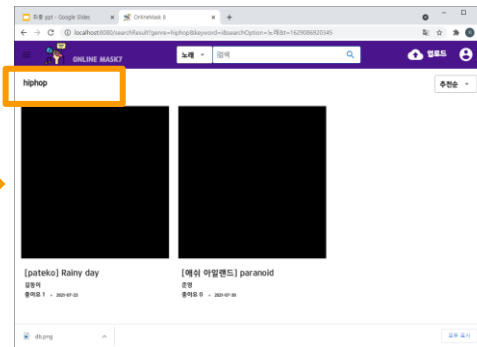 최종 ppt - Google Slides
OnlineMask 8
localhost:8080/searchResult?genre=hiphop&keyword=&searchOption=노래&t=1629086920345
ONLINE MASK7
노래
검색
업로드
hiphop
추천순
[pateko] Rainy day
[애쉬 아일랜드] paranoid
김동이
준영
좋아요 1 • 2021-07-23
좋아요 0 • 2021-07-30
db.png
모두 표시